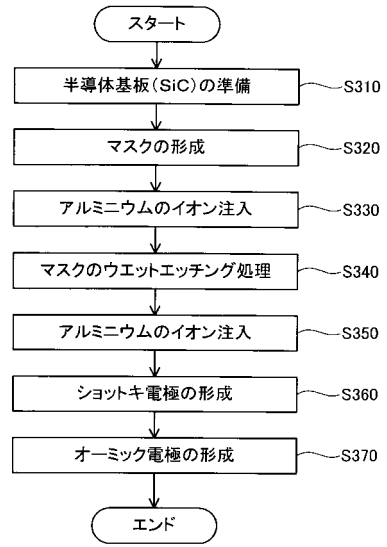 スタート
半導体基板(SiC)の準備
S310
マスクの形成
S320
アルミニウムのイオン注入
S330
マスクのウエットエッチング処理
S340
アルミニウムのイオン注入
S350
ショットキ電極の形成
S360
オーミック電極の形成
S370
エンド